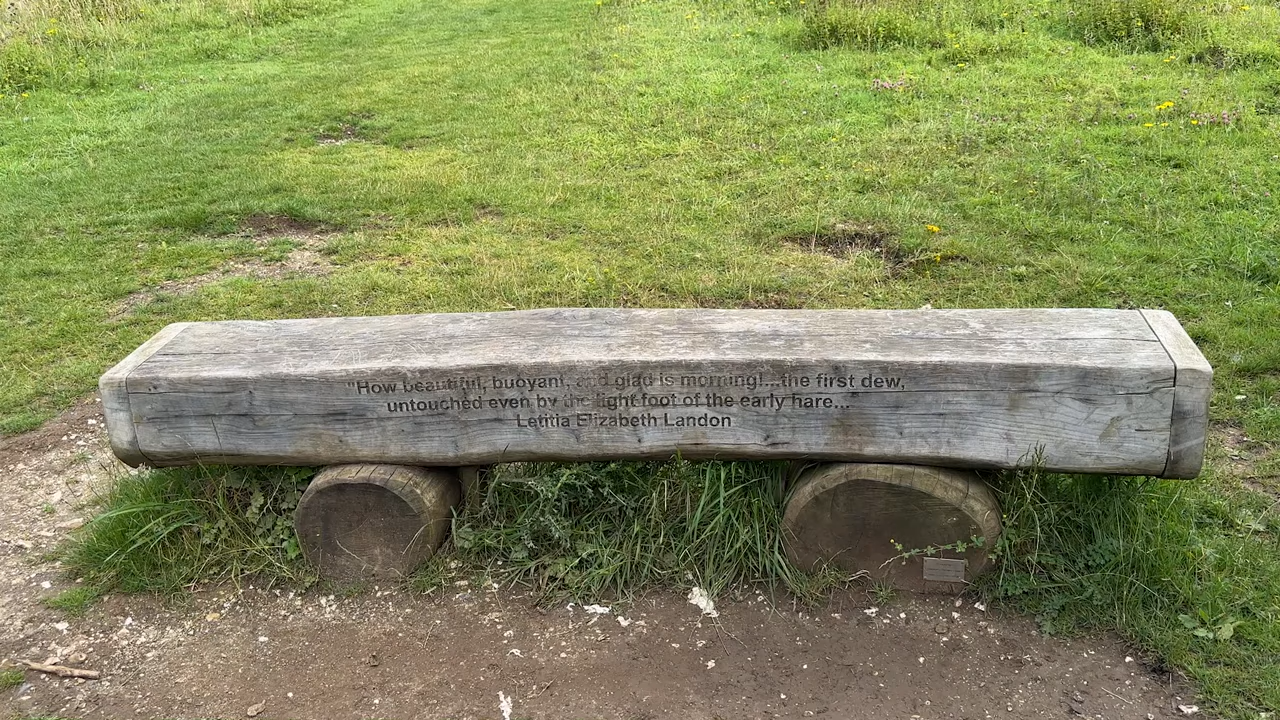 "How beautiful, buoyant, and glad is morning!...the first dew,
untouched even by the light foot of the early hare...
Letitia Elizabeth Landon